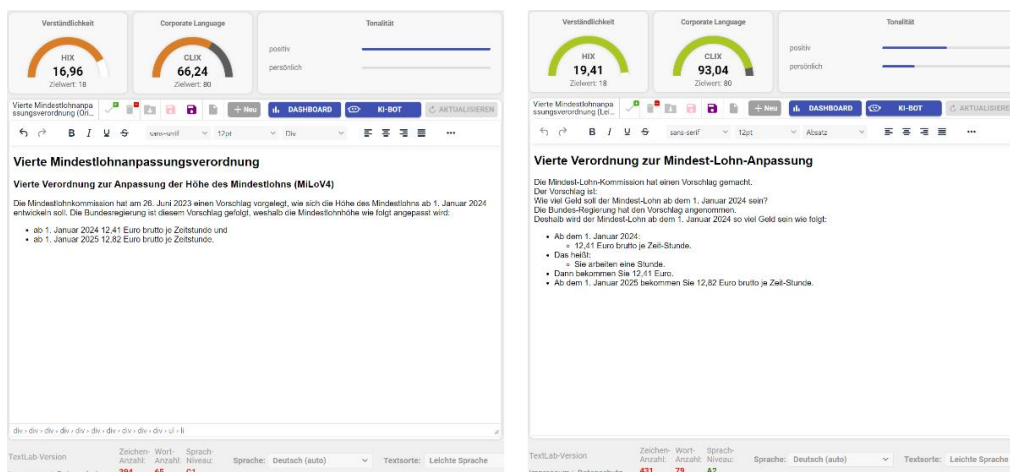 Verständlichkeit
HIX
16,96
Zielwert: 18
Corporate Language
CLIX
66,24
Zielwert: 80
Tonalität
positiv
persönlich
Vierte Mindestlohnanpa
ssungsverordnung (Ori...
+ Neu
DASHBOARD
KI-BOT
AKTUALISIEREN
B I U S sans-serif 12pt Div ...
Vierte Mindestlohnanpassungsverordnung
Vierte Verordnung zur Anpassung der Höhe des Mindestlohns (MiLoV4)
Die Mindestlohnkommission hat am 26. Juni 2023 einen Vorschlag vorgelegt, wie sich die Höhe des Mindestlohns ab 1. Januar 2024
entwickeln soll. Die Bundesregierung ist diesem Vorschlag gefolgt, weshalb die Mindestlohnhöhe wie folgt angepasst wird:
• ab 1. Januar 2024 12,41 Euro brutto je Zeitstunde und
• ab 1. Januar 2025 12,82 Euro brutto je Zeitstunde.
div › div › div › div › div › div › div › div › div › div › ul › li
TextLab-Version
Zeichen- Wort- Sprach-
Anzahl: Anzahl: Niveau:
394 65 C1
Sprache: Deutsch (auto)
Textsorte: Leichte Sprache
Verständlichkeit
HIX
19,41
Zielwert: 18
Corporate Language
CLIX
93,04
Zielwert: 80
Tonalität
positiv
persönlich
Vierte Mindestlohnanpa
ssungsverordnung (Lei...
+ Neu
DASHBOARD
KI-BOT
AKTUALISIERE
B I U S sans-serif 12pt Absatz ...
Vierte Verordnung zur Mindest-Lohn-Anpassung
Die Mindest-Lohn-Kommission hat einen Vorschlag gemacht.
Der Vorschlag ist:
Wie viel Geld soll der Mindest-Lohn ab dem 1. Januar 2024 sein?
Die Bundes-Regierung hat den Vorschlag angenommen.
Deshalb wird der Mindest-Lohn ab dem 1. Januar 2024 so viel Geld sein wie folgt:
• Ab dem 1. Januar 2024:
12,41 Euro brutto je Zeit-Stunde.
• Das heißt:
Sie arbeiten eine Stunde.
• Dann bekommen Sie 12,41 Euro.
• Ab dem 1. Januar 2025 bekommen Sie 12,82 Euro brutto je Zeit-Stunde.
TextLab-Version
Zeichen- Wort- Sprach-
Anzahl: Anzahl: Niveau:
431 79 A2
Sprache: Deutsch (auto)
Textsorte: Leichte Sprache